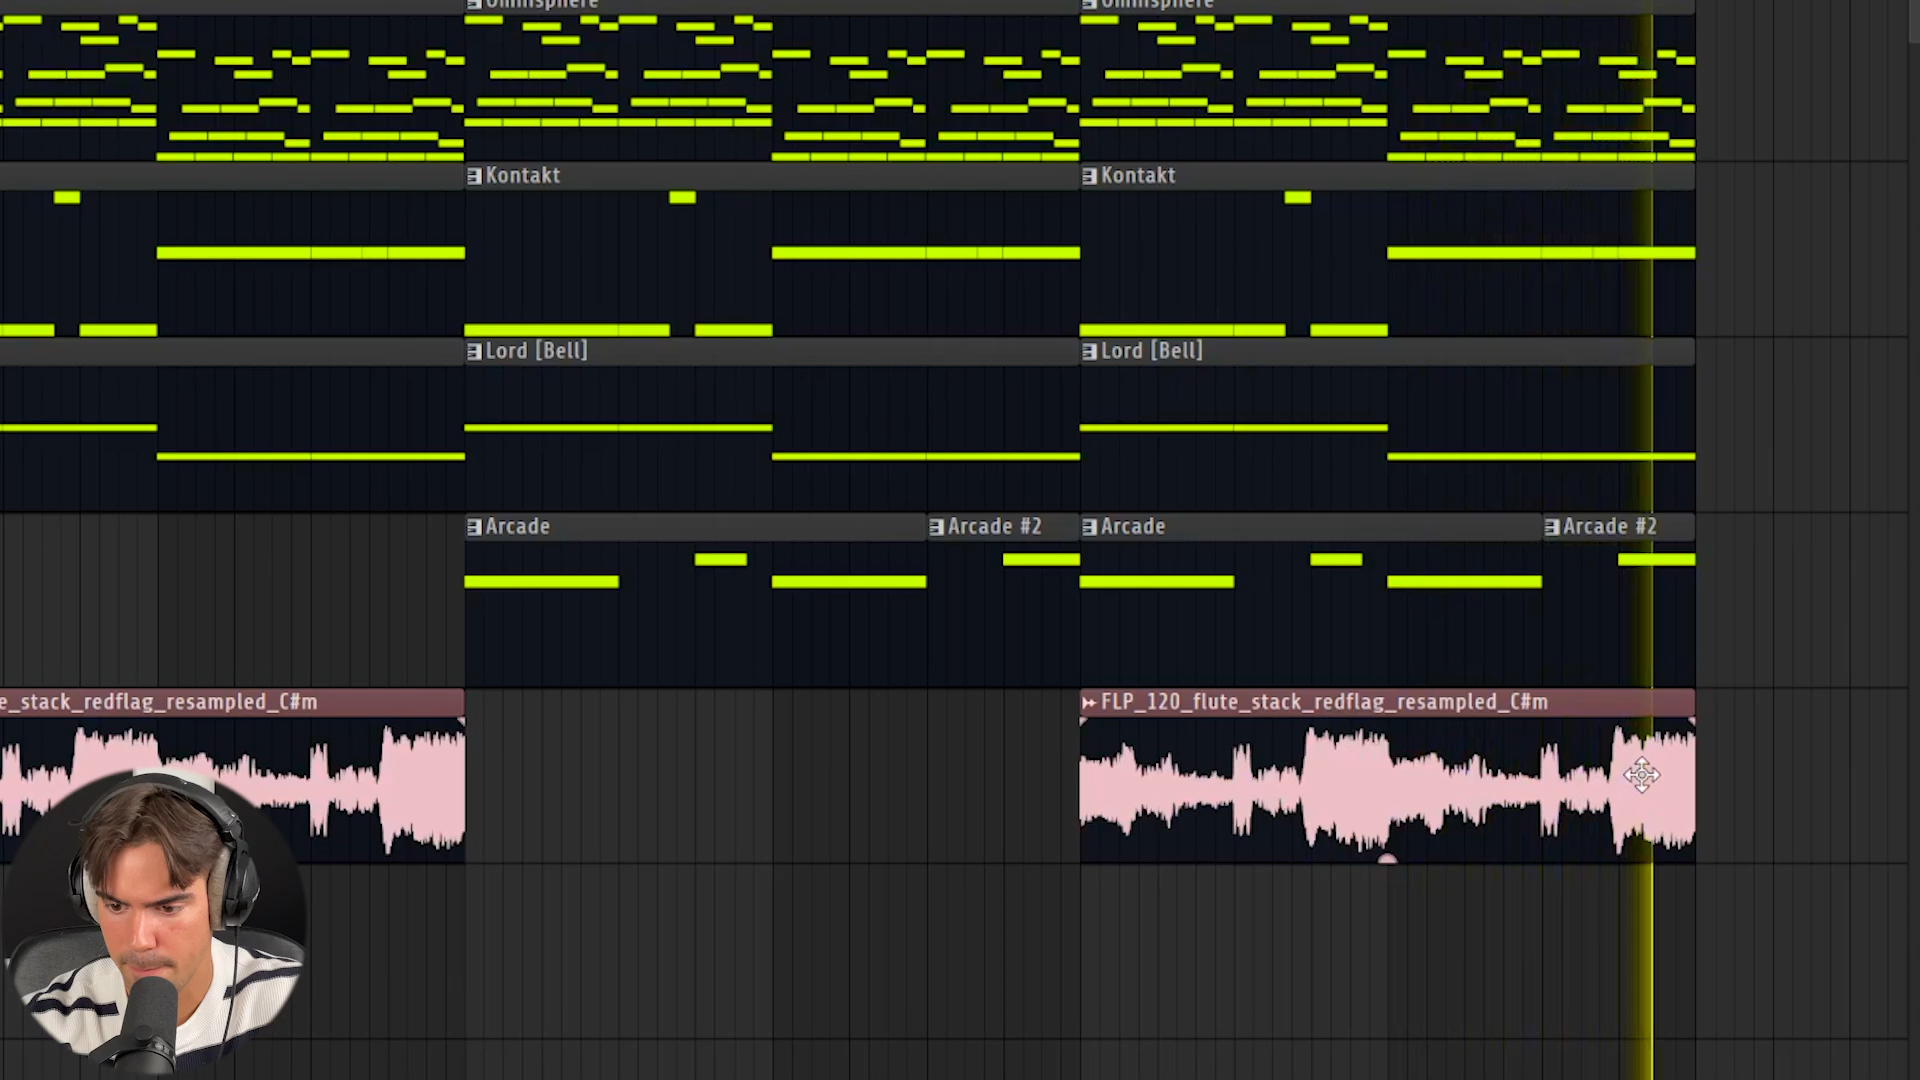 Omnisphere
Omnisphere
Kontakt
Kontakt
Lord [Bell]
Lord [Bell]
Arcade
Arcade #2
Arcade
Arcade #2
e_stack_redflag_resampled_C#m
FLP_120_flute_stack_redflag_resampled_C#m